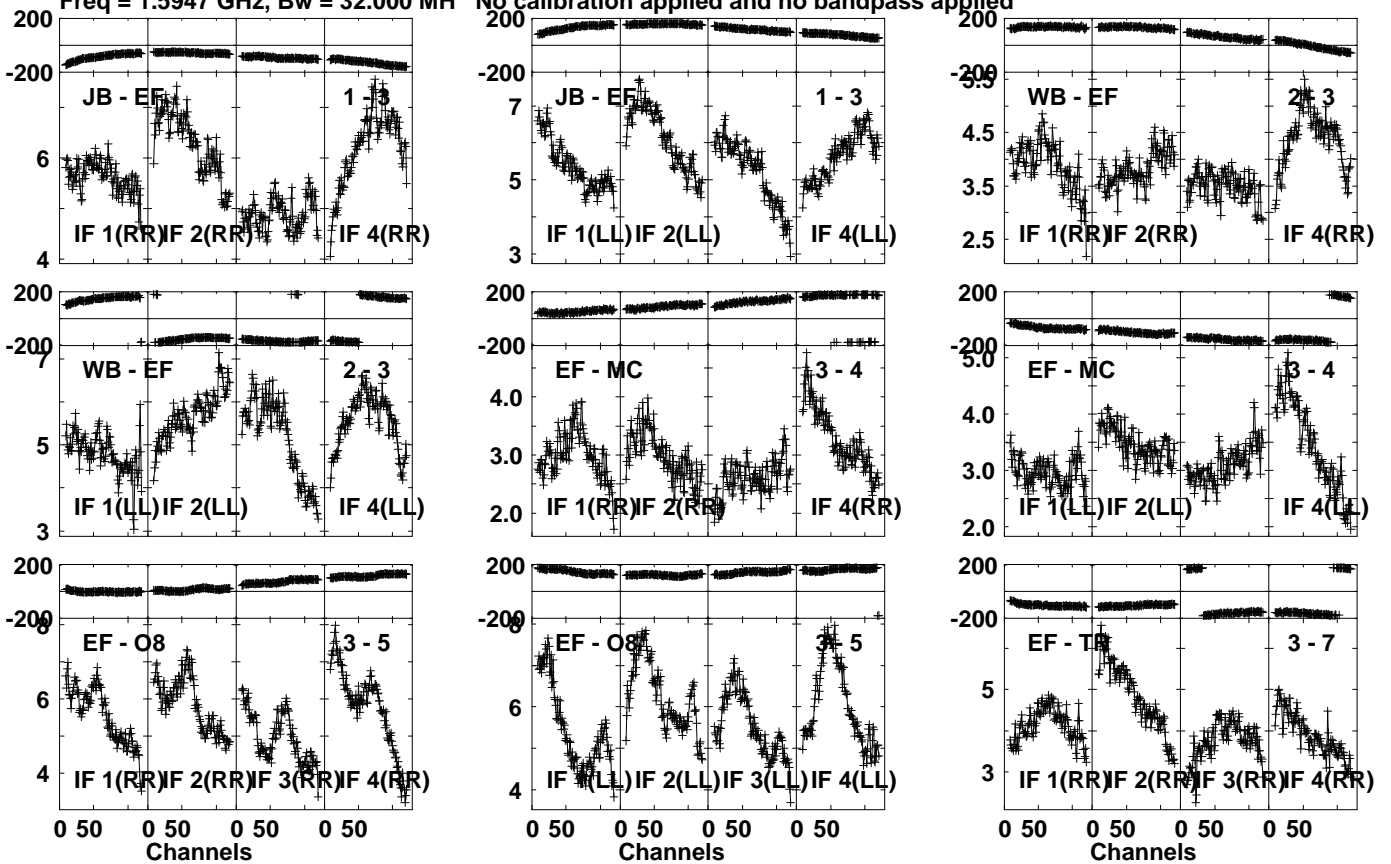 Freq = 1.5947 GHz, Bw = 32.000 MH No calibration applied and no bandpass applied
200
-200
JB - EF 1 - 3
6
4
IF 1(RR) IF 2(RR) IF 4(RR)
200
-200
JB - EF 1 - 3
7
5
3
IF 1(LL) IF 2(LL) IF 4(LL)
200
-200
5.5
WB - EF 2 - 3
4.5
3.5
2.5
IF 1(RR) IF 2(RR) IF 4(RR)
200
-200
7
WB - EF 2 - 3
5
3
IF 1(LL) IF 2(LL) IF 4(LL)
200
-200
EF - MC 3 - 4
4.0
3.0
2.0
IF 1(RR) IF 2(RR) IF 4(RR)
200
-200
5.0
EF - MC 3 - 4
4.0
3.0
2.0
IF 1(LL) IF 2(LL) IF 4(LL)
200
-200
8
EF - O8 3 - 5
6
4
IF 1(RR) IF 2(RR) IF 3(RR) IF 4(RR)
0 50 0 50 0 50 0 50
Channels
200
-200
8
EF - O8 3 - 5
6
4
IF 1(LL) IF 2(LL) IF 3(LL) IF 4(LL)
0 50 0 50 0 50 0 50
Channels
200
-200
EF - TR 3 - 7
5
3
IF 1(RR) IF 2(RR) IF 3(RR) IF 4(RR)
0 50 0 50 0 50 0 50
Channels